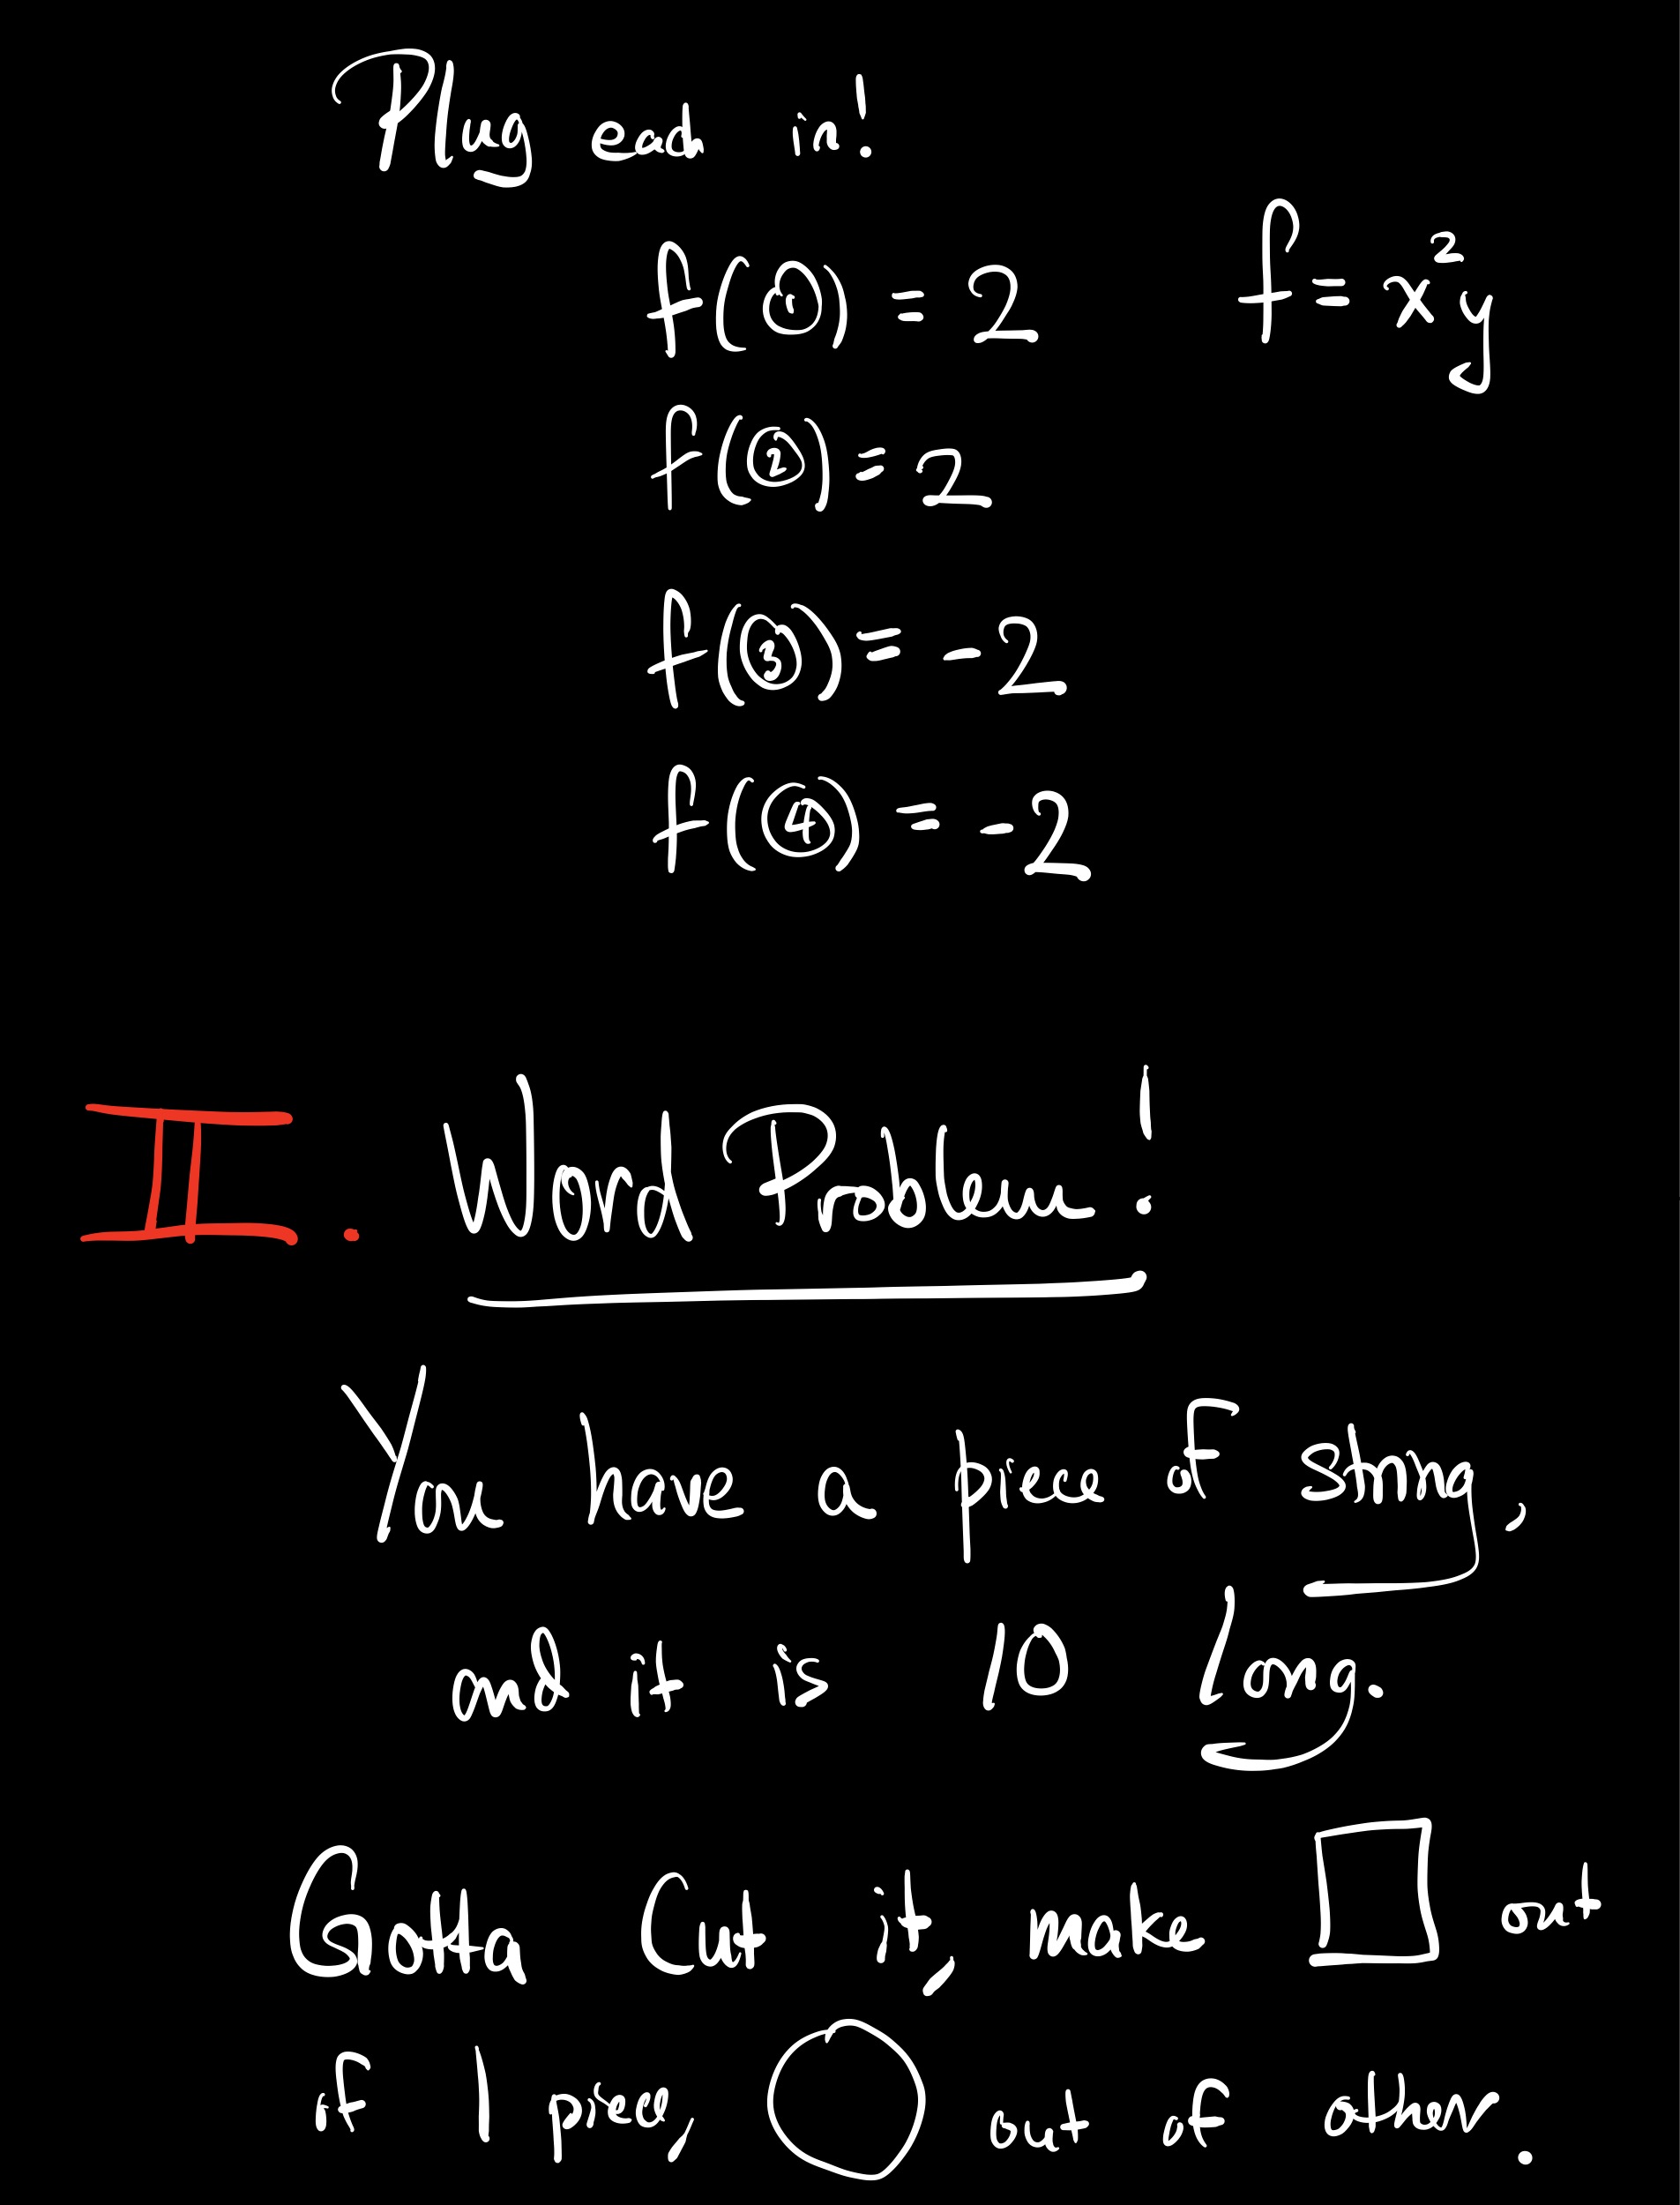 Plug each in!
f(①) = 2 f = x²y
f(②) = 2
f(③) = -2
f(④) = -2
II. Word Problem!
You have a piece of string,
and it is 10 long.
Gotta Cut it, make □ out
of 1 piece, ○ out of other.